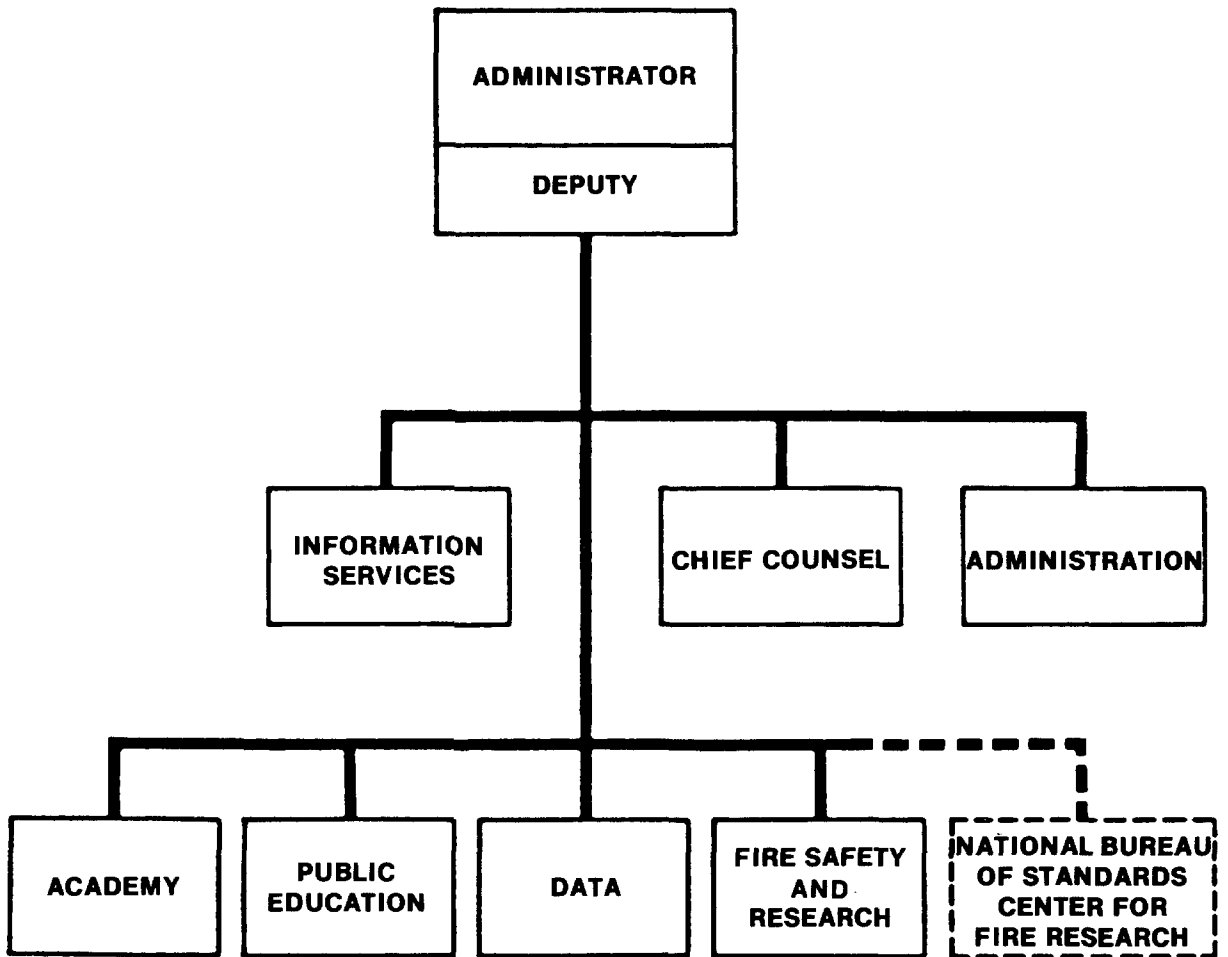 ADMINISTRATOR
DEPUTY
INFORMATION
SERVICES
CHIEF COUNSEL
ADMINISTRATION
ACADEMY
PUBLIC
EDUCATION
DATA
FIRE SAFETY
AND
RESEARCH
NATIONAL BUREAU
OF STANDARDS
CENTER FOR
FIRE RESEARCH